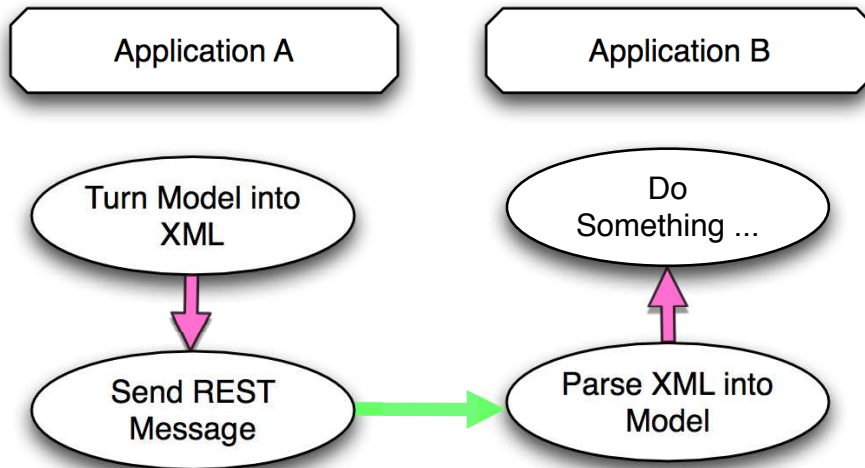 Application A
Application B
Turn Model into
XML
Do
Something ...
Send REST
Message
Parse XML into
Model